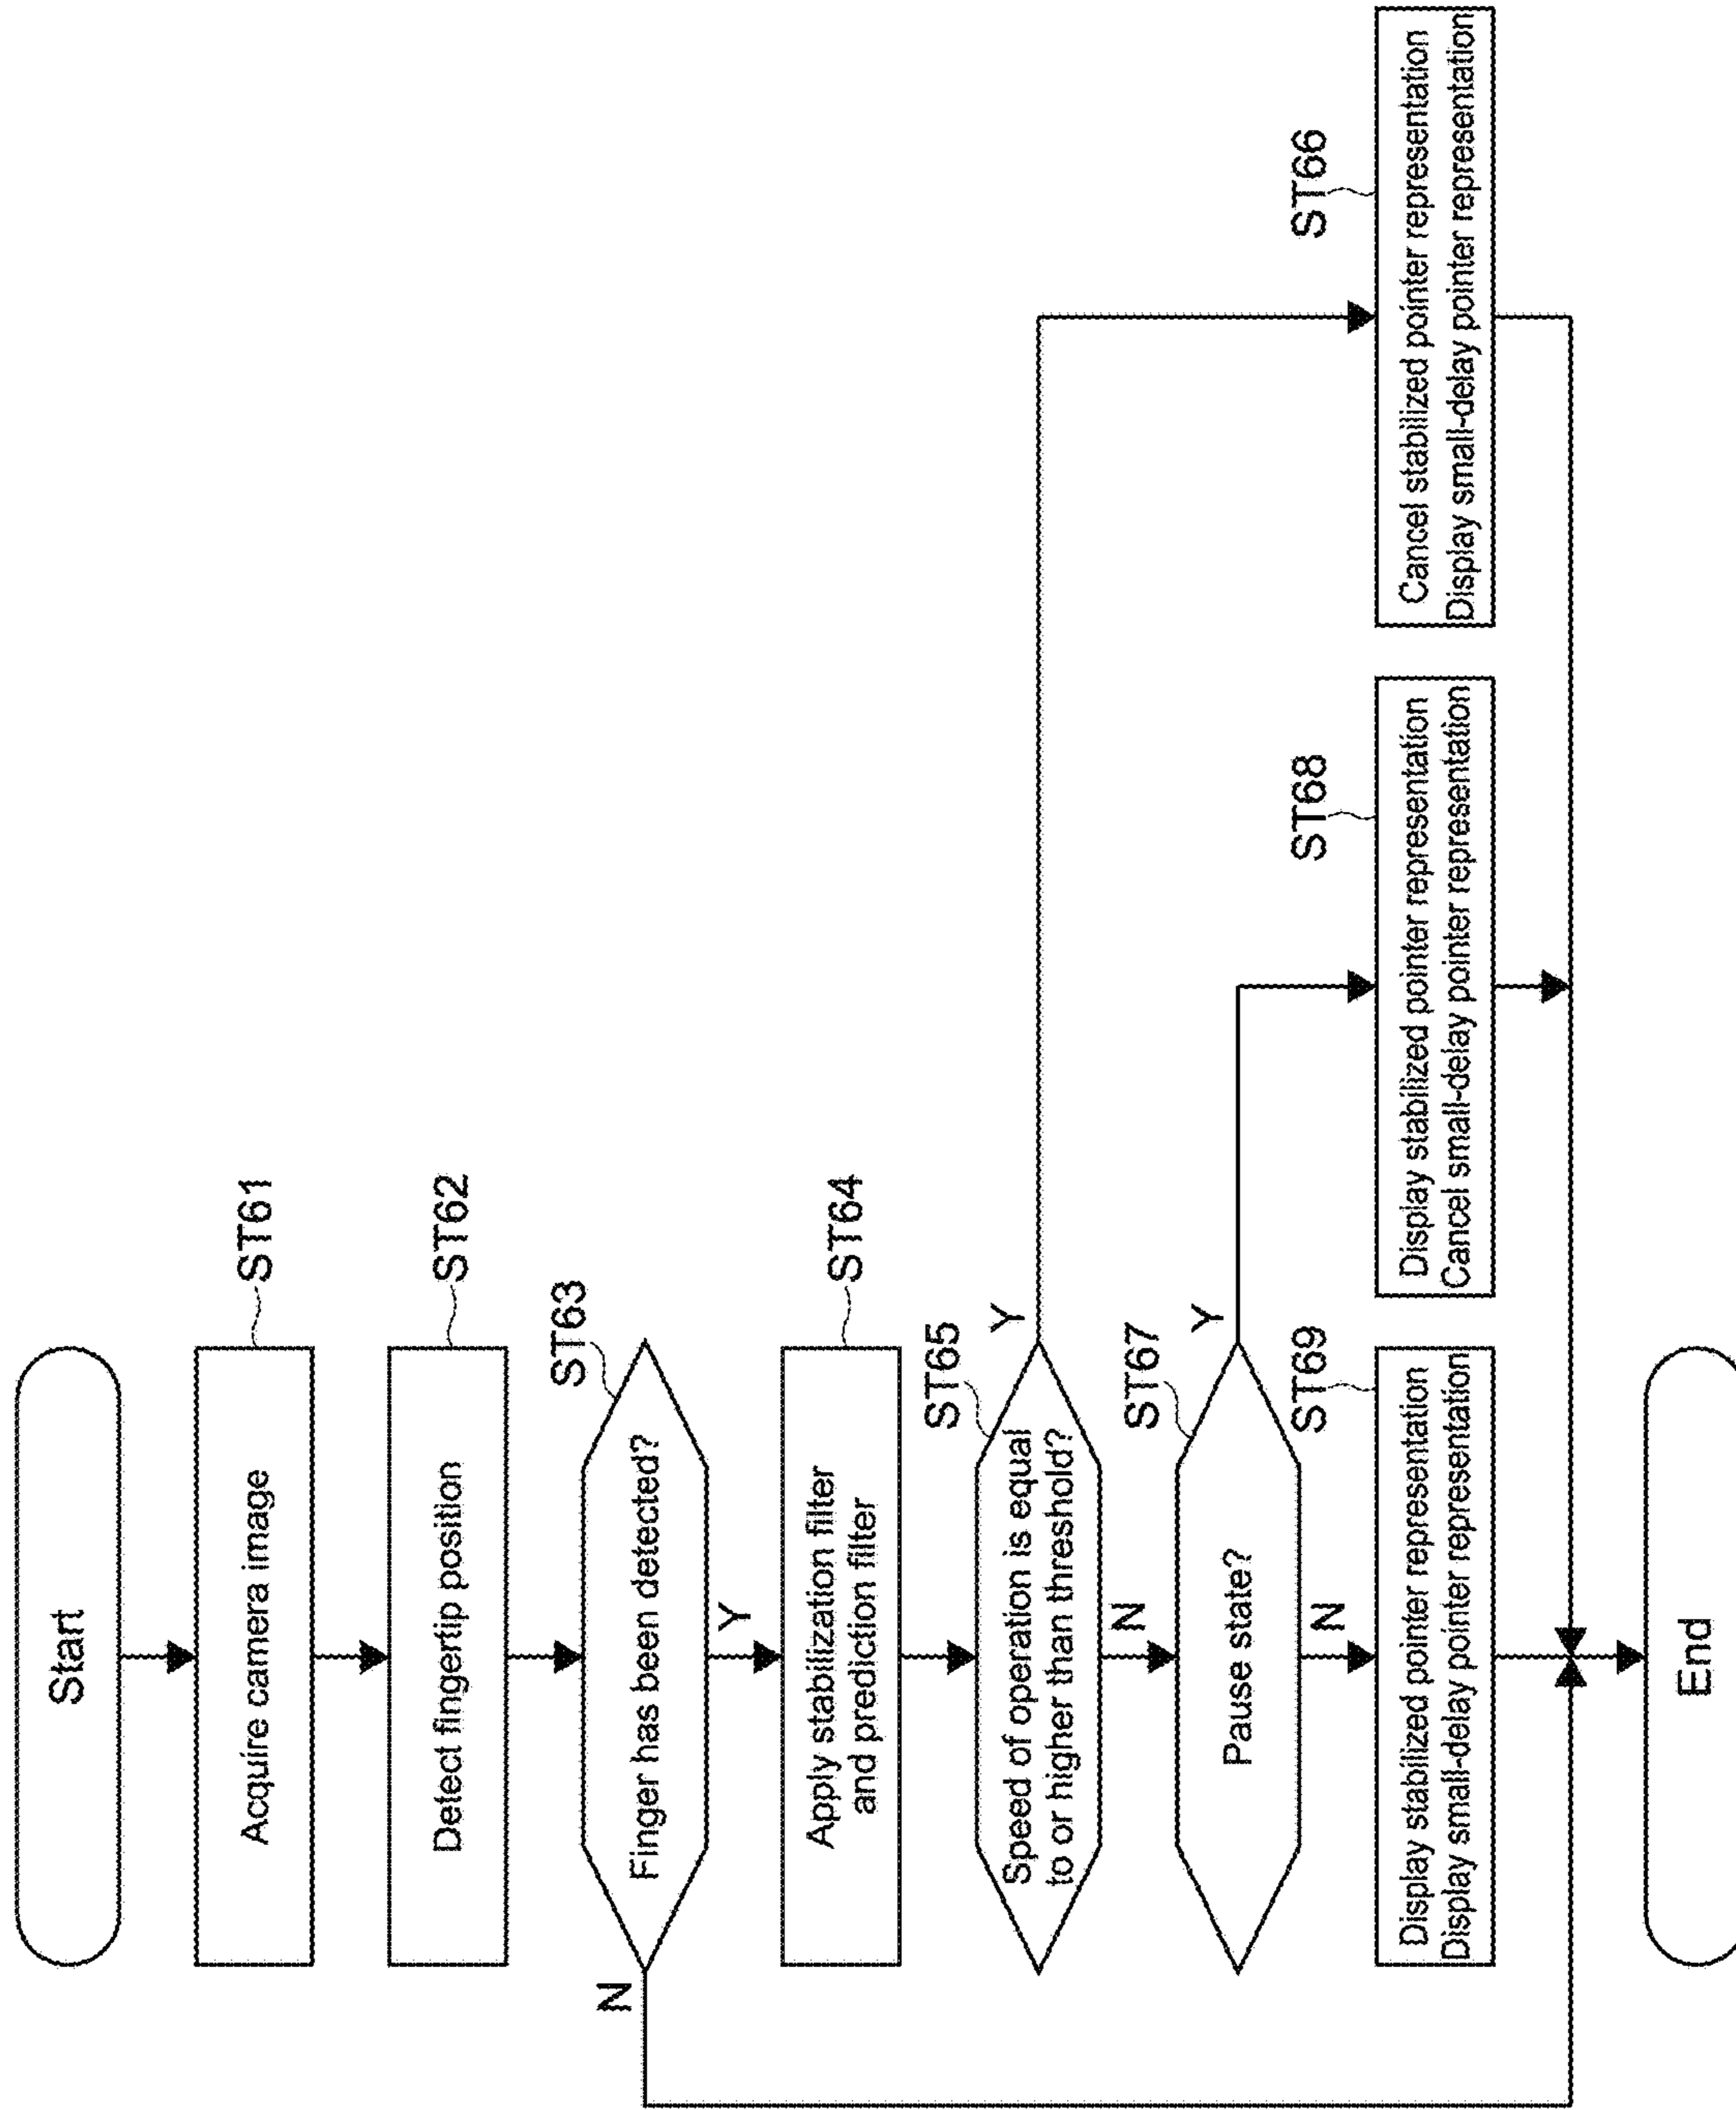 Start
Acquire camera image
ST61
Detect fingertip position
ST62
Finger has been detected?
ST63
N
Y
Apply stabilization filter
and prediction filter
ST64
Speed of operation is equal
to or higher than threshold?
ST65
Y
N
Pause state?
ST67
Y
N
Display stabilized pointer representation
Display small-delay pointer representation
ST69
Display stabilized pointer representation
Cancel small-delay pointer representation
ST68
Cancel stabilized pointer representation
Display small-delay pointer representation
ST66
End